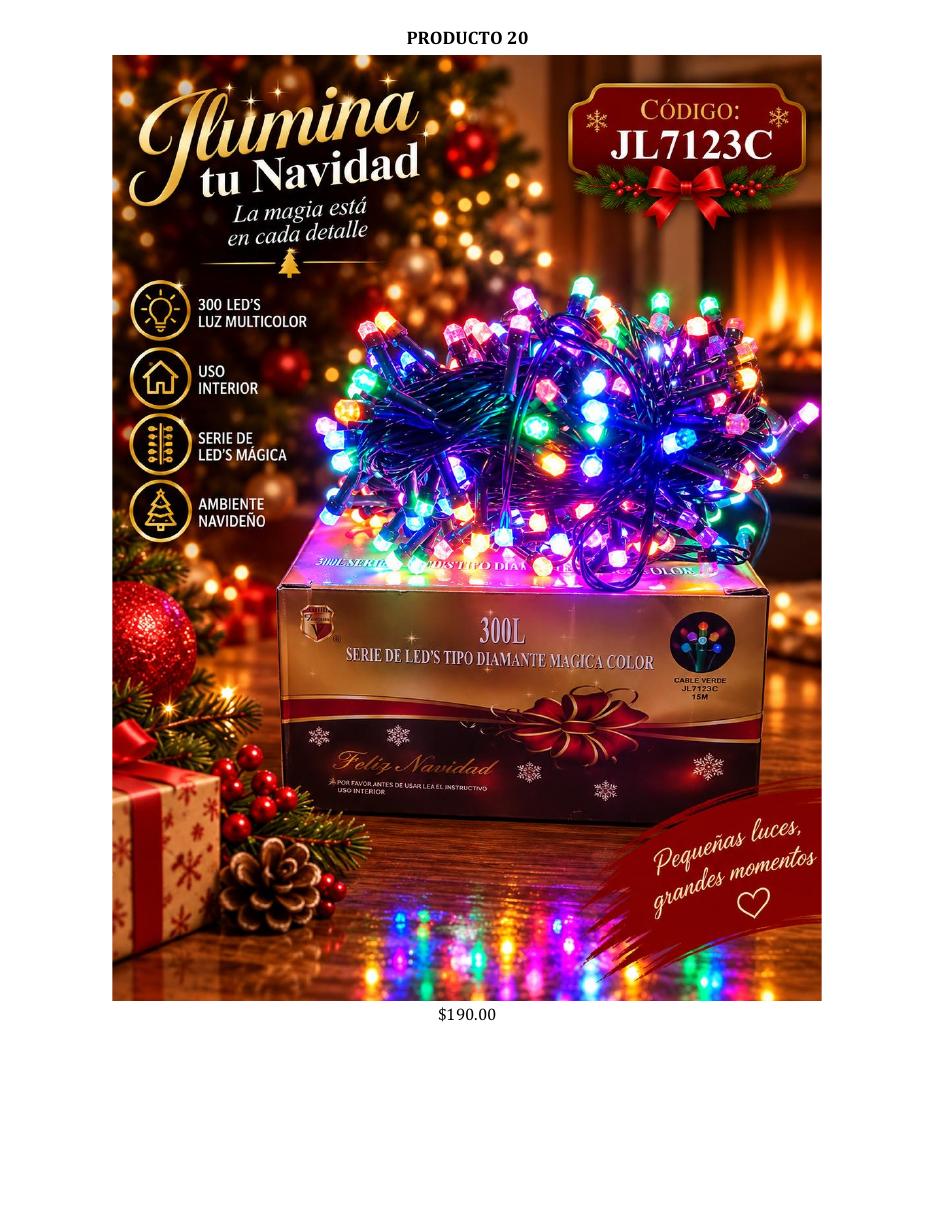 PRODUCTO 20
Ilumina
tu Navidad
La magia está
en cada detalle
CÓDIGO:
JL7123C
300 LED'S
LUZ MULTICOLOR
USO
INTERIOR
SERIE DE
LED'S MÁGICA
AMBIENTE
NAVIDEÑO
300L
SERIE DE LED'S TIPO DIAMANTE MAGICA COLOR
CABLE VERDE
JL7123C
15M
Feliz Navidad
POR FAVOR ANTES DE USAR LEA EL INSTRUCTIVO
USO INTERIOR
Pequeñas luces,
grandes momentos
$190.00